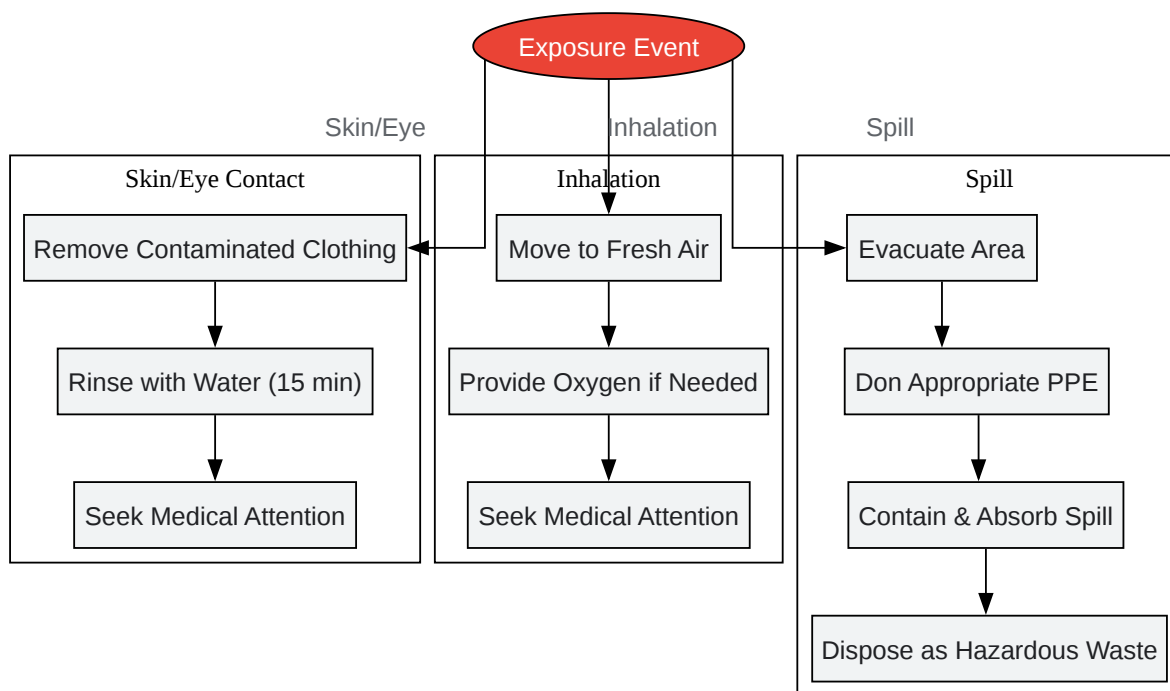 Exposure Event
Skin/Eye
Inhalation
Spill
Skin/Eye Contact
Remove Contaminated Clothing
Rinse with Water (15 min)
Seek Medical Attention
Inhalation
Move to Fresh Air
Provide Oxygen if Needed
Seek Medical Attention
Spill
Evacuate Area
Don Appropriate PPE
Contain & Absorb Spill
Dispose as Hazardous Waste